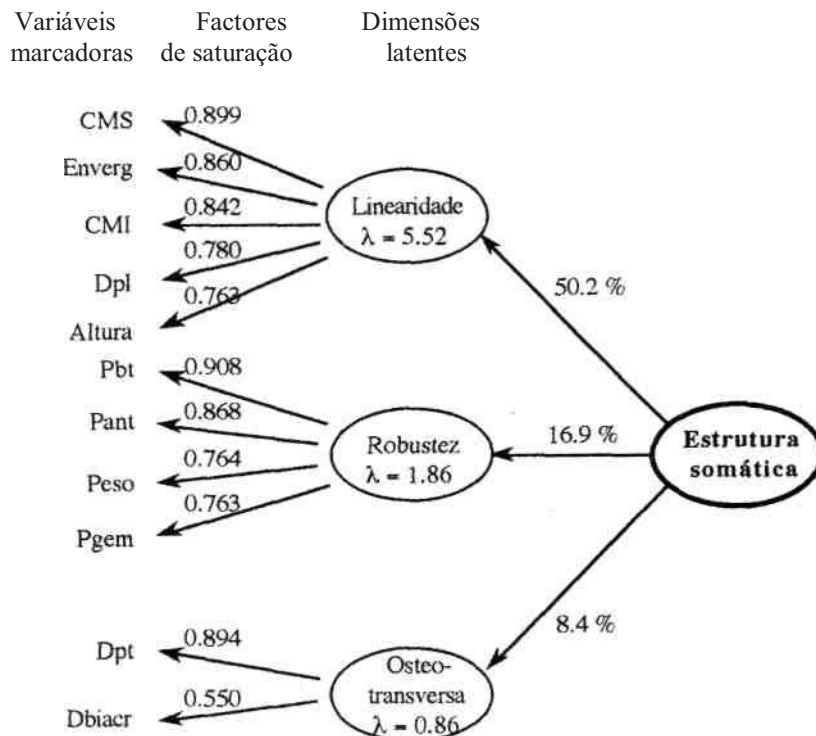 Variáveis Factores Dimensões
marcadoras de saturação latentes
CMS 0.899
Enverg 0.860
CMI 0.842
Dpl 0.780
Altura 0.763
Linearidade
λ = 5.52
50.2 %
Pbt 0.908
Pant 0.868
Peso 0.764
Pgem 0.763
Robustez
λ = 1.86
16.9 %
Estrutura
somática
Dpt 0.894
Dbiacr 0.550
Osteo-
transversa
λ = 0.86
8.4 %